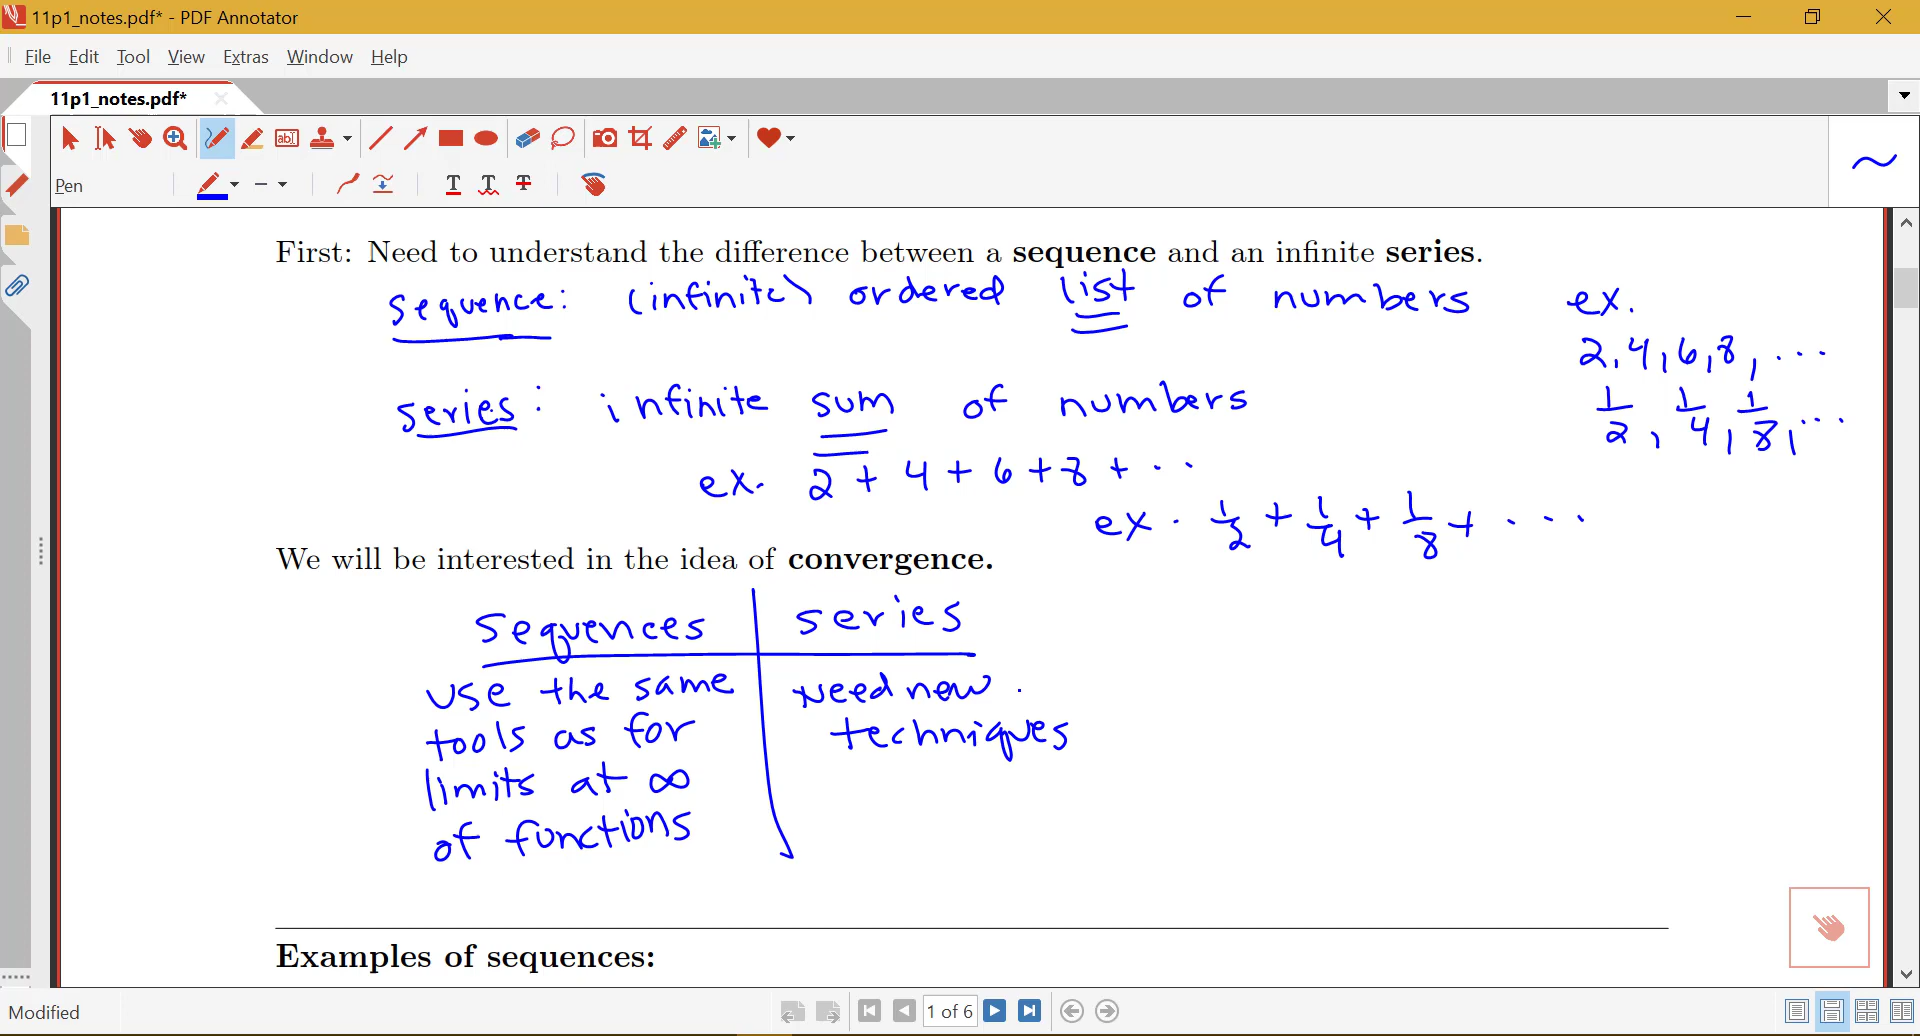 11p1_notes.pdf* - PDF Annotator
File Edit Tool View Extras Window Help
11p1_notes.pdf*
Pen
First: Need to understand the difference between a sequence and an infinite series.
sequence: (infinite) ordered list of numbers
ex.
2, 4, 6, 8, ...
1/2, 1/4, 1/8, ...
series: infinite sum of numbers
ex. 2 + 4 + 6 + 8 + ...
ex. 1/2 + 1/4 + 1/8 + ...
We will be interested in the idea of convergence.
Sequences | series
use the same | Need new
tools as for | techniques
limits at ∞
of functions
Examples of sequences:
Modified
1 of 6